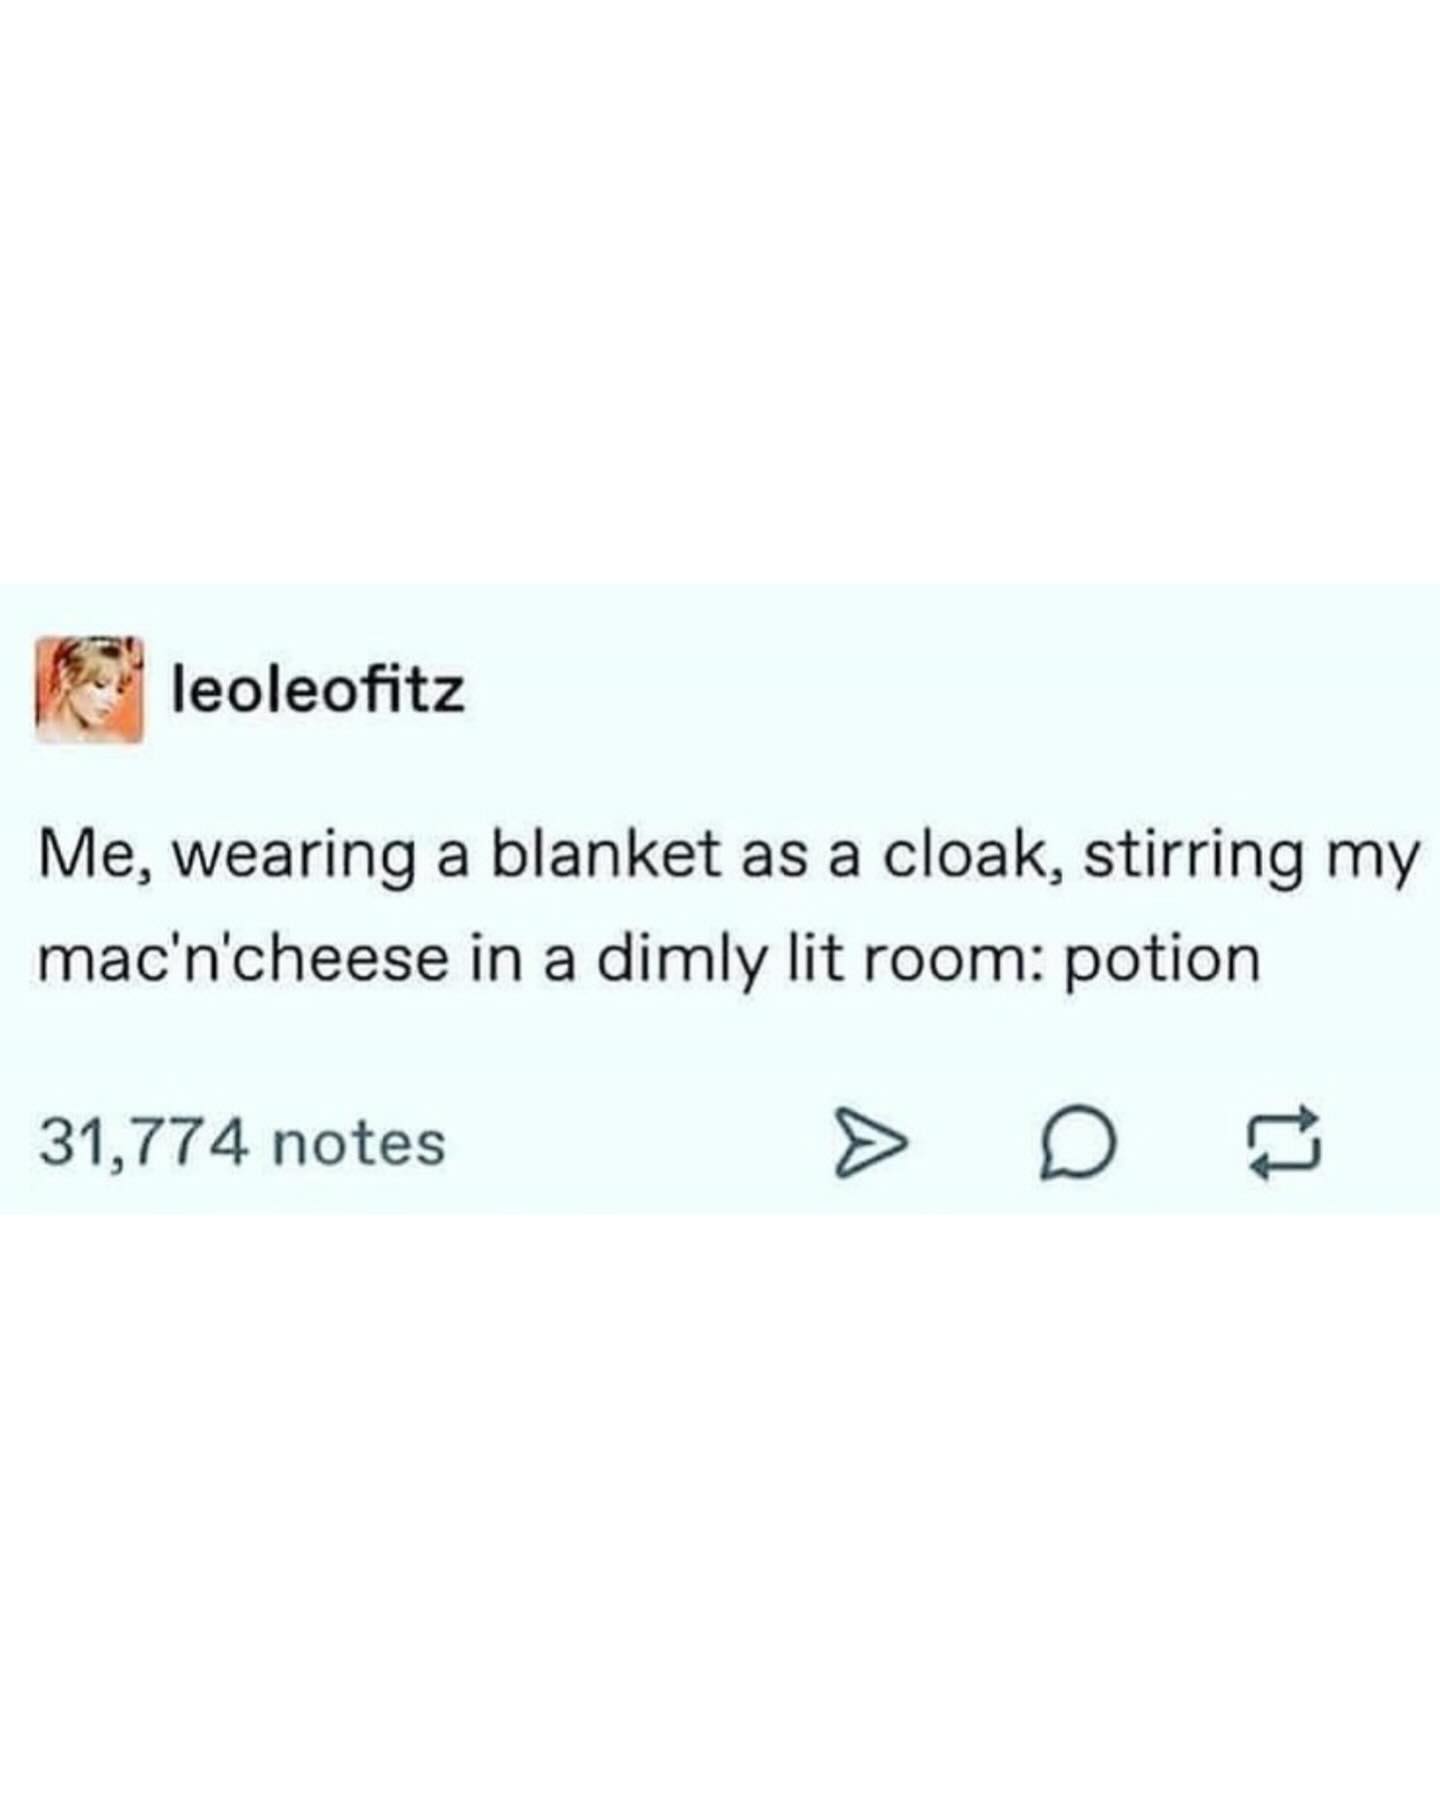 leoleofitz
Me, wearing a blanket as a cloak, stirring my
mac'n'cheese in a dimly lit room: potion
31,774 notes